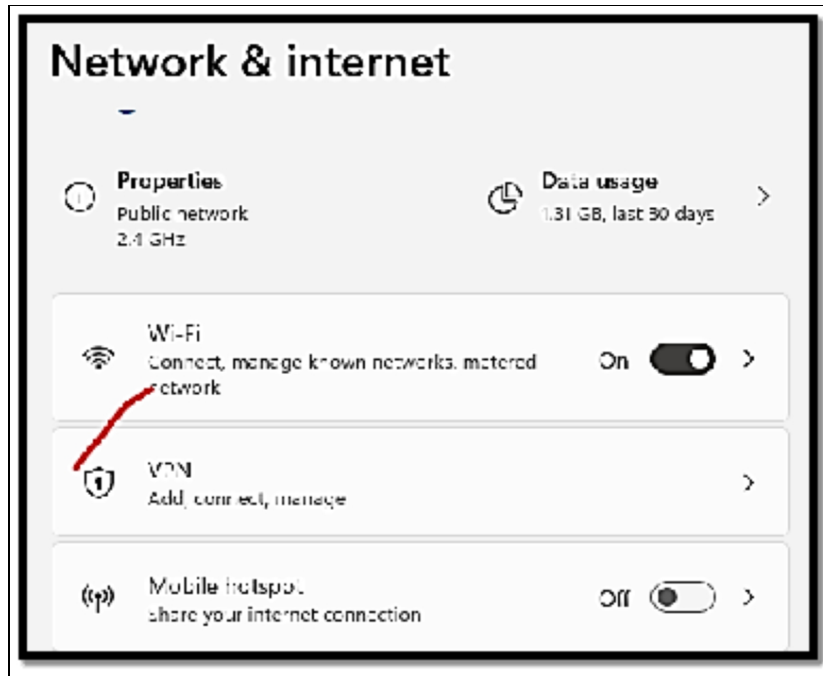 Network & internet
Properties
Public network
2.4 GHz
Data usage
1.31 GB, last 30 days
Wi-Fi
Connect, manage known networks, metered
network
On
VPN
Add, connect, manage
Mobile hotspot
Share your internet connection
Off